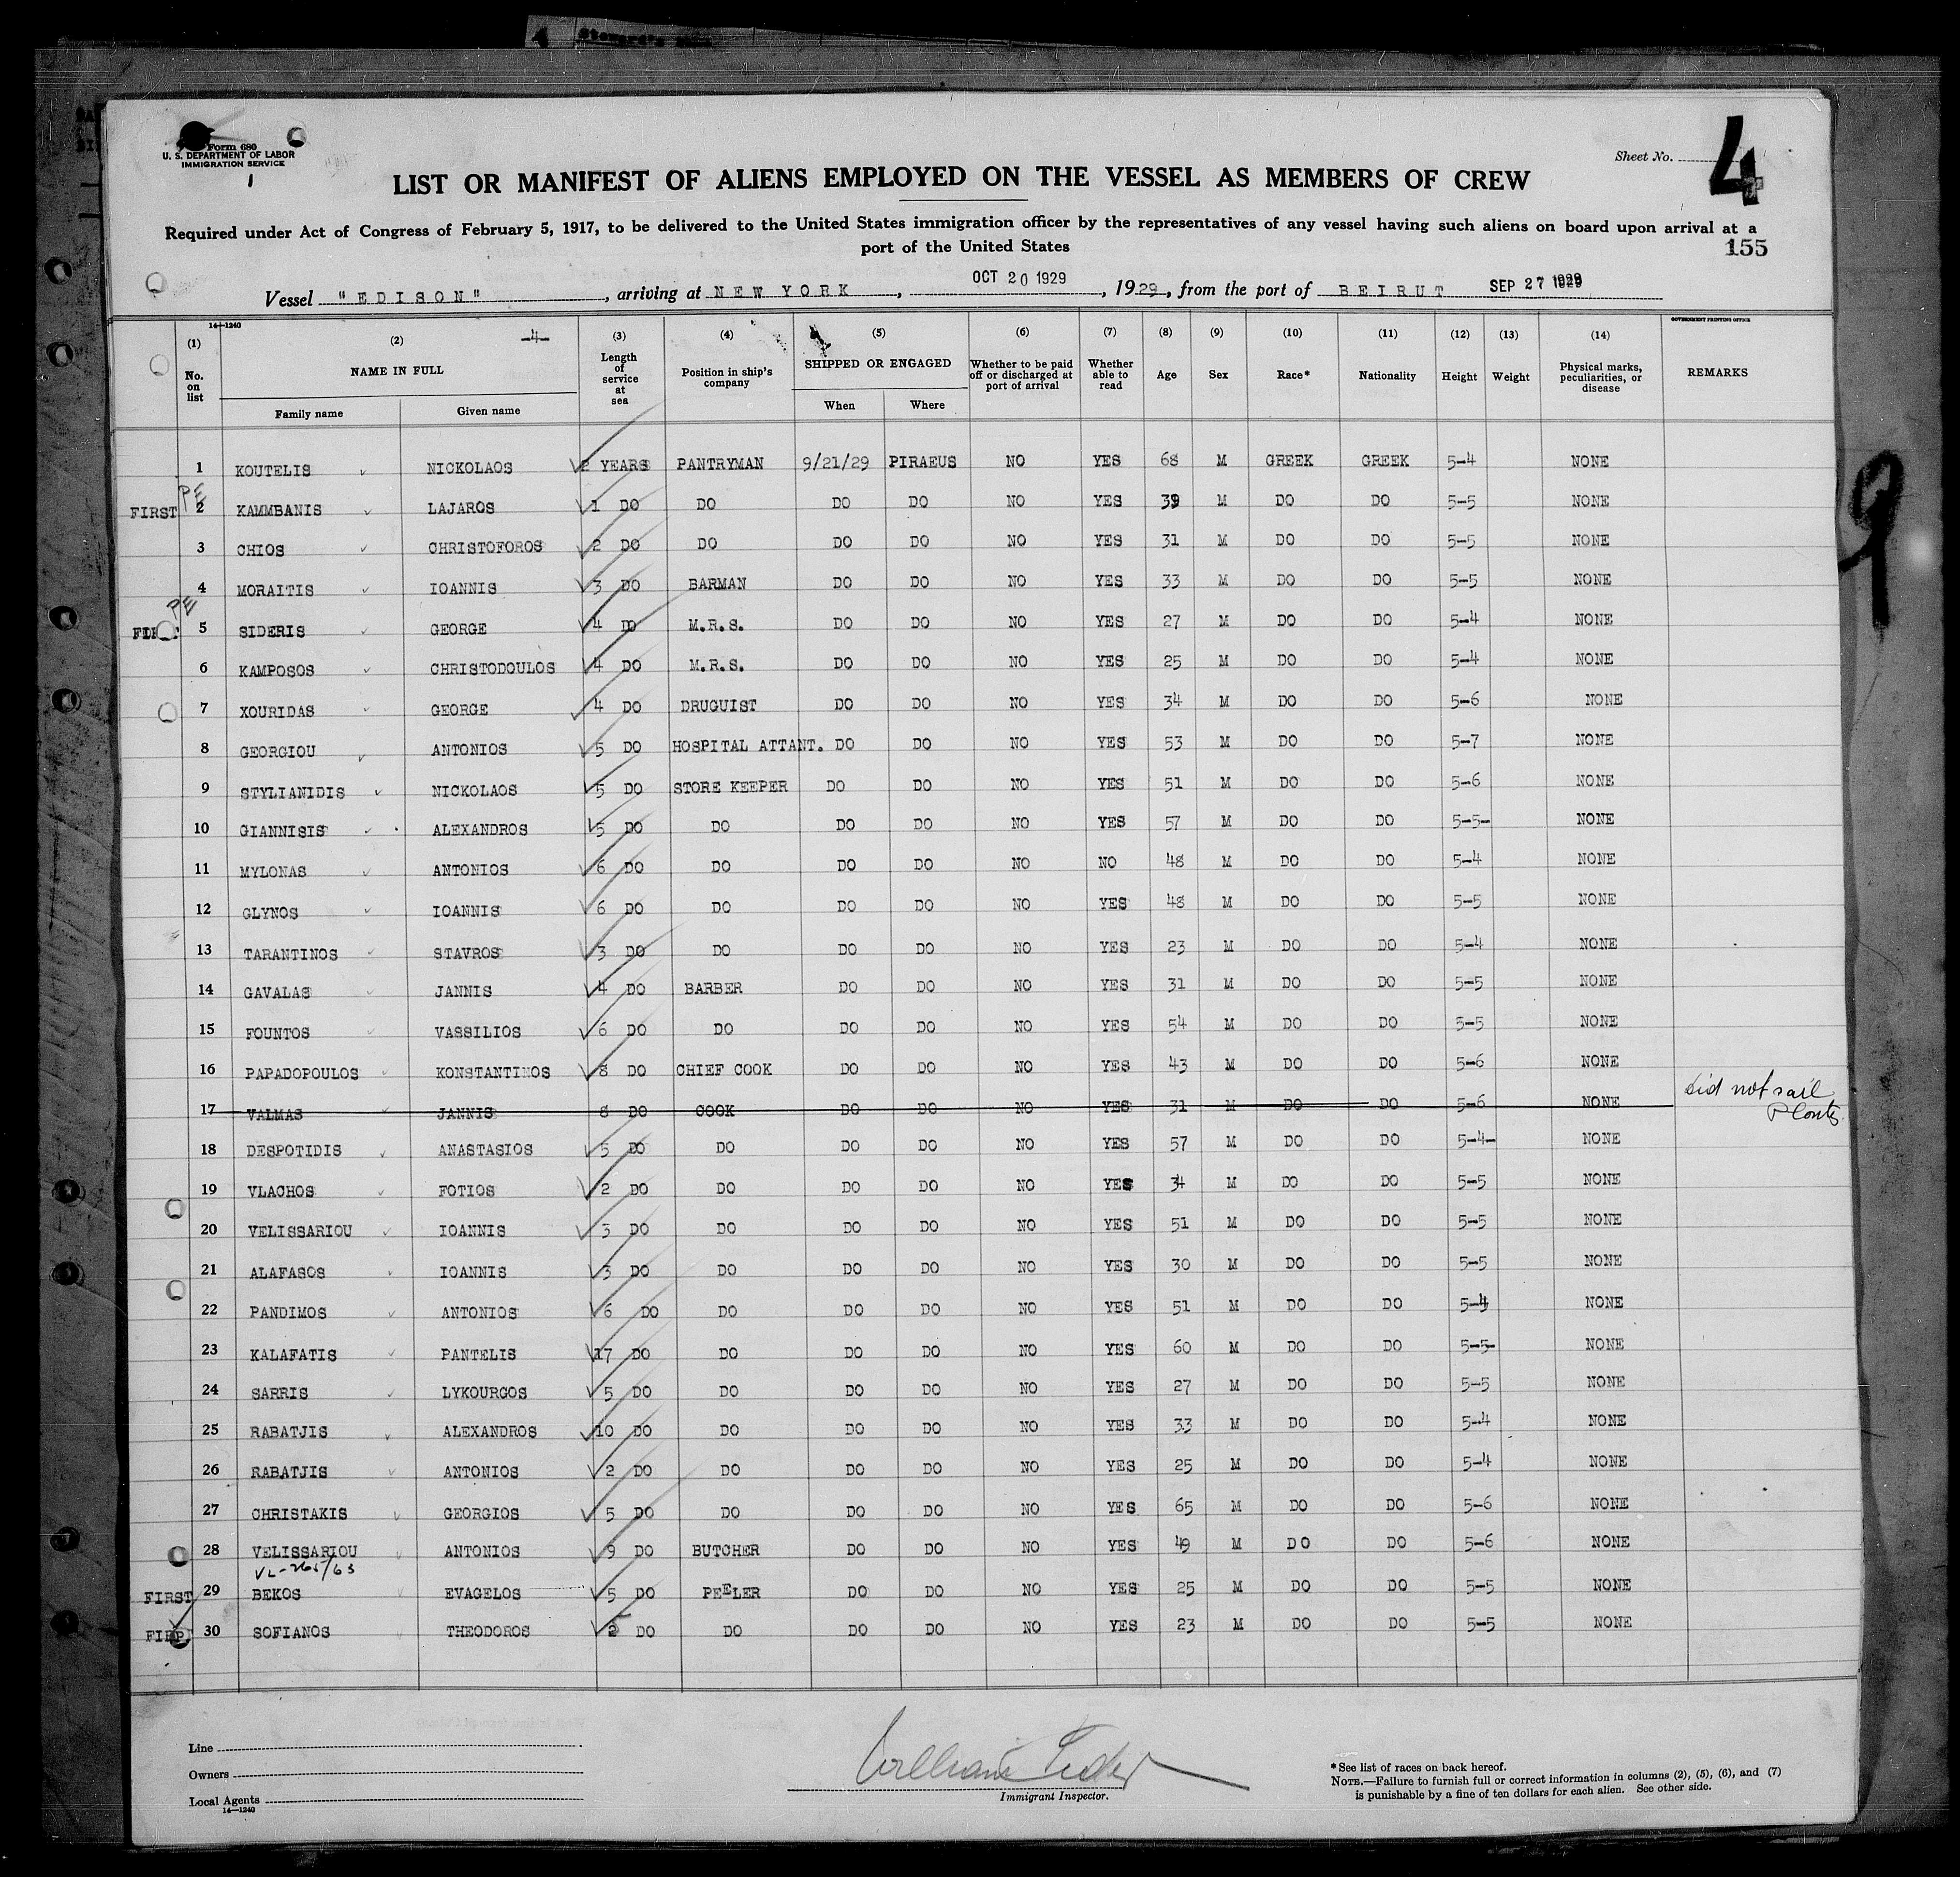 Steward's
Form 680
U. S. DEPARTMENT OF LABOR
IMMIGRATION SERVICE
1
Sheet No. 4
LIST OR MANIFEST OF ALIENS EMPLOYED ON THE VESSEL AS MEMBERS OF CREW
Required under Act of Congress of February 5, 1917, to be delivered to the United States immigration officer by the representatives of any vessel having such aliens on board upon arrival at a
port of the United States
155
Vessel "EDISON", arriving at NEW YORK, OCT 20 1929, 1929, from the port of BEIRUT SEP 27 1929
14—1240
GOVERNMENT PRINTING OFFICE
(1) (2) -4- (3) (4) (5) (6) (7) (8) (9) (10) (11) (12) (13) (14)
No. on list NAME IN FULL Family name Given name Length of service at sea Position in ship's company SHIPPED OR ENGAGED When Where Whether to be paid off or discharged at port of arrival Whether able to read Age Sex Race* Nationality Height Weight Physical marks, peculiarities, or disease REMARKS
1 KOUTELIS NICKOLAOS 2 YEARS PANTRYMAN 9/21/29 PIRAEUS NO YES 68 M GREEK GREEK 5-4 NONE
FIRST PE 2 KAMMBANIS LAJAROS 1 DO DO DO DO NO YES 39 M DO DO 5-5 NONE
3 CHIOS CHRISTOFOROS 2 DO DO DO DO NO YES 31 M DO DO 5-5 NONE
4 MORAITIS IOANNIS 3 DO BARMAN DO DO NO YES 33 M DO DO 5-5 NONE
PE 5 SIDERIS GEORGE 4 DO M.R.S. DO DO NO YES 27 M DO DO 5-4 NONE
6 KAMPOSOS CHRISTODOULOS 4 DO M.R.S. DO DO NO YES 25 M DO DO 5-4 NONE
7 XOURIDAS GEORGE 4 DO DRUGUIST DO DO NO YES 34 M DO DO 5-6 NONE
8 GEORGIOU ANTONIOS 5 DO HOSPITAL ATTANT. DO DO NO YES 53 M DO DO 5-7 NONE
9 STYLIANIDIS NICKOLAOS 5 DO STORE KEEPER DO DO NO YES 51 M DO DO 5-6 NONE
10 GIANNISIS ALEXANDROS 5 DO DO DO DO NO YES 57 M DO DO 5-5- NONE
11 MYLONAS ANTONIOS 6 DO DO DO DO NO NO 48 M DO DO 5-4 NONE
12 GLYNOS IOANNIS 6 DO DO DO DO NO YES 48 M DO DO 5-5 NONE
13 TARANTINOS STAVROS 3 DO DO DO DO NO YES 23 M DO DO 5-4 NONE
14 GAVALAS JANNIS 4 DO BARBER DO DO NO YES 31 M DO DO 5-5 NONE
15 FOUNTOS VASSILIOS 6 DO DO DO DO NO YES 54 M DO DO 5-5 NONE
16 PAPADOPOULOS KONSTANTINOS 8 DO CHIEF COOK DO DO NO YES 43 M DO DO 5-6 NONE
17 VALMAS JANNIS 8 DO COOK DO DO NO YES 31 M DO DO 5-6 NONE did not sail
18 DESPOTIDIS ANASTASIOS 5 DO DO DO DO NO YES 57 M DO DO 5-4- NONE
19 VLACHOS FOTIOS 2 DO DO DO DO NO YES 34 M DO DO 5-5 NONE
20 VELISSARIOU IOANNIS 3 DO DO DO DO NO YES 51 M DO DO 5-5 NONE
21 ALAFASOS IOANNIS 3 DO DO DO DO NO YES 30 M DO DO 5-5 NONE
22 PANDIMOS ANTONIOS 6 DO DO DO DO NO YES 51 M DO DO 5-4 NONE
23 KALAFATIS PANTELIS 17 DO DO DO DO NO YES 60 M DO DO 5-5- NONE
24 SARRIS LYKOURGOS 5 DO DO DO DO NO YES 27 M DO DO 5-5 NONE
25 RABATJIS ALEXANDROS 10 DO DO DO DO NO YES 33 M DO DO 5-4 NONE
26 RABATJIS ANTONIOS 2 DO DO DO DO NO YES 25 M DO DO 5-4 NONE
27 CHRISTAKIS GEORGIOS 5 DO DO DO DO NO YES 65 M DO DO 5-6 NONE
28 VELISSARIOU ANTONIOS 9 DO BUTCHER DO DO NO YES 49 M DO DO 5-6 NONE
FIRST 29 BEKOS EVAGELOS 5 DO PEELER DO DO NO YES 25 M DO DO 5-5 NONE
30 SOFIANOS THEODOROS DO DO DO DO NO YES 23 M DO DO 5-5 NONE
Line
Owners
Local Agents
14—1240
Immigrant Inspector.
*See list of races on back hereof.
NOTE.—Failure to furnish full or correct information in columns (2), (5), (6), and (7)
is punishable by a fine of ten dollars for each alien. See other side.